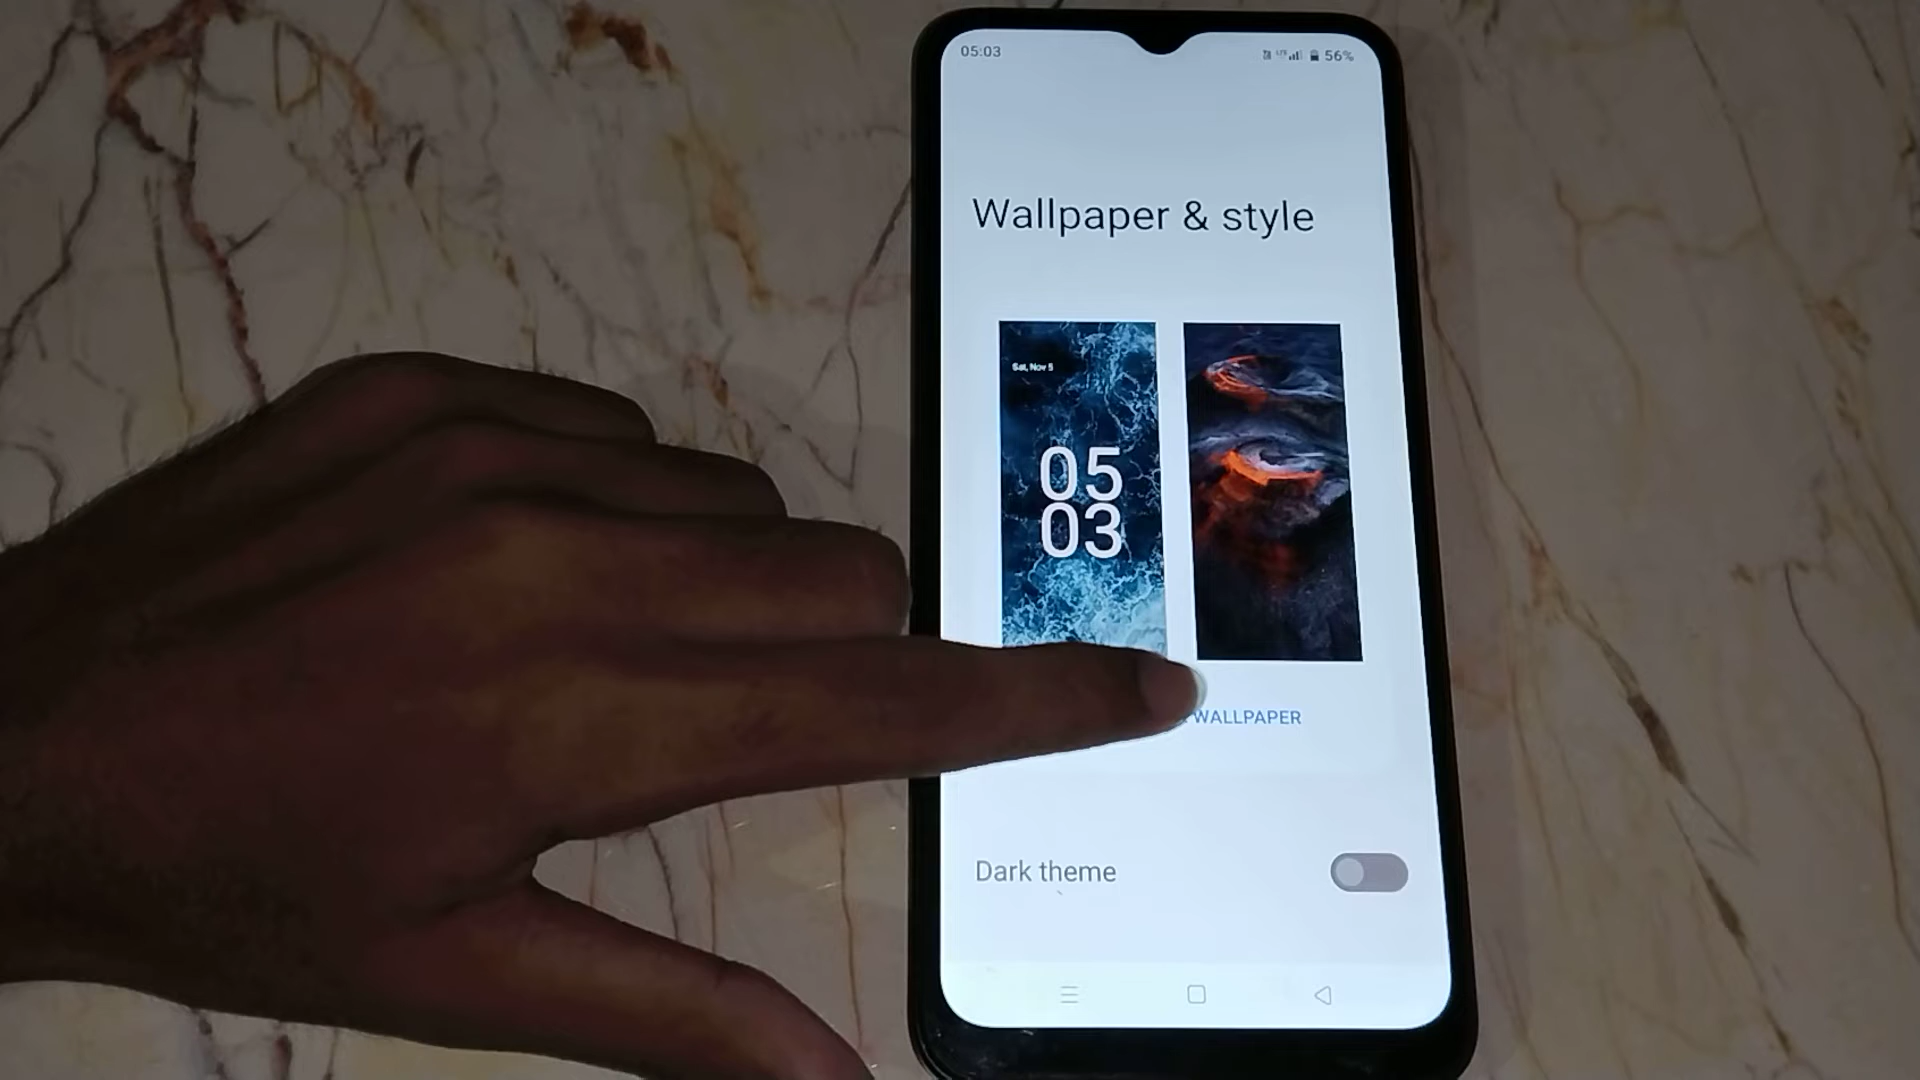 05:03
56%
Wallpaper & style
Sat, Nov 5
05
03
WALLPAPER
Dark theme